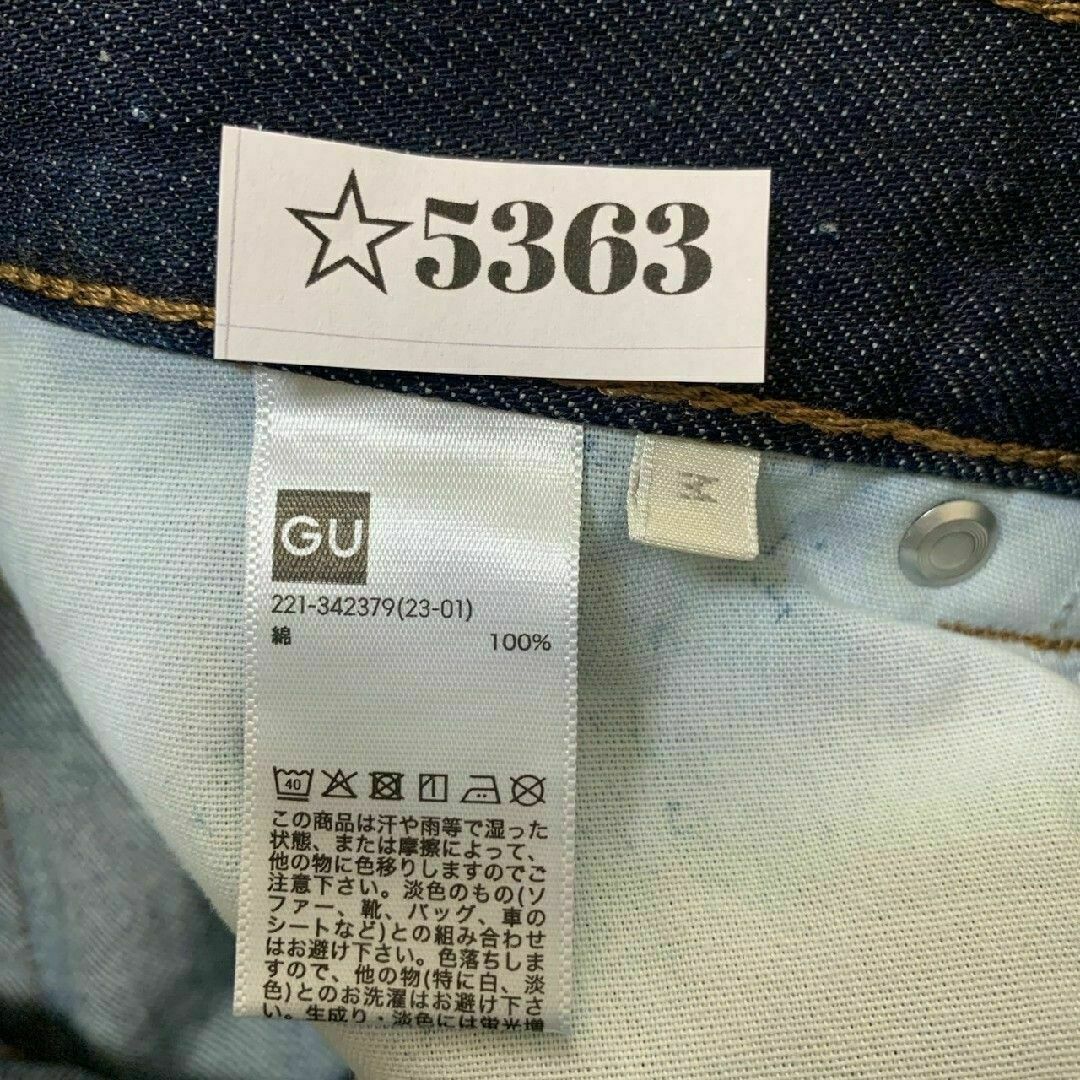 ☆5363
M
GU
221-342379(23-01)
綿 100%
40
この商品は汗や雨等で湿った
状態、または摩擦によって、
他の物に色移りしますのでご
注意下さい。淡色のもの(ソ
ファー、靴、バッグ、車の
シートなど)との組み合わせ
はお避け下さい。色落ちしま
すので、他の物(特に白、淡
色)とのお洗濯はお避け下さ
い。生成り・淡色には蛍光増